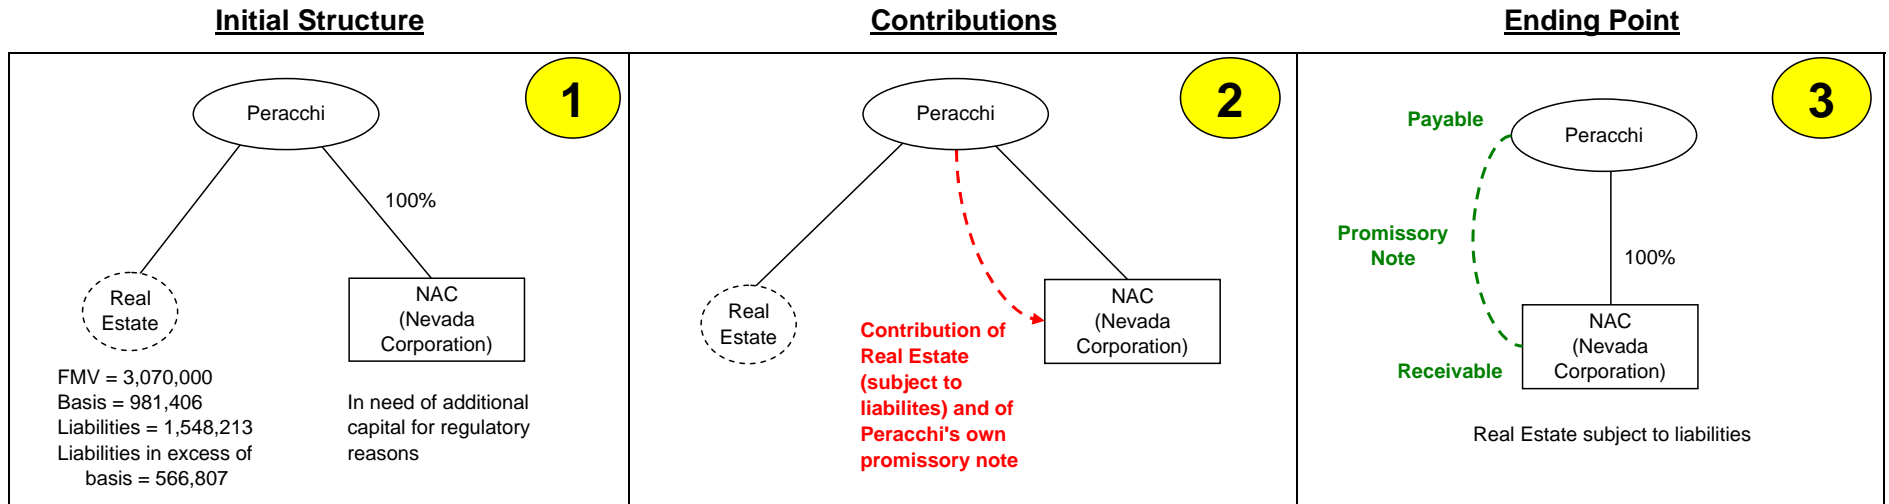 Initial Structure
Contributions
Ending Point
1
Peracchi
100%
Real
Estate
NAC
(Nevada
Corporation)
FMV = 3,070,000
Basis = 981,406
Liabilities = 1,548,213
Liabilities in excess of
basis = 566,807
In need of additional
capital for regulatory
reasons
2
Peracchi
Real
Estate
NAC
(Nevada
Corporation)
Contribution of
Real Estate
(subject to
liabilites) and of
Peracchi's own
promissory note
3
Payable
Peracchi
Promissory
Note
100%
NAC
(Nevada
Corporation)
Receivable
Real Estate subject to liabilities